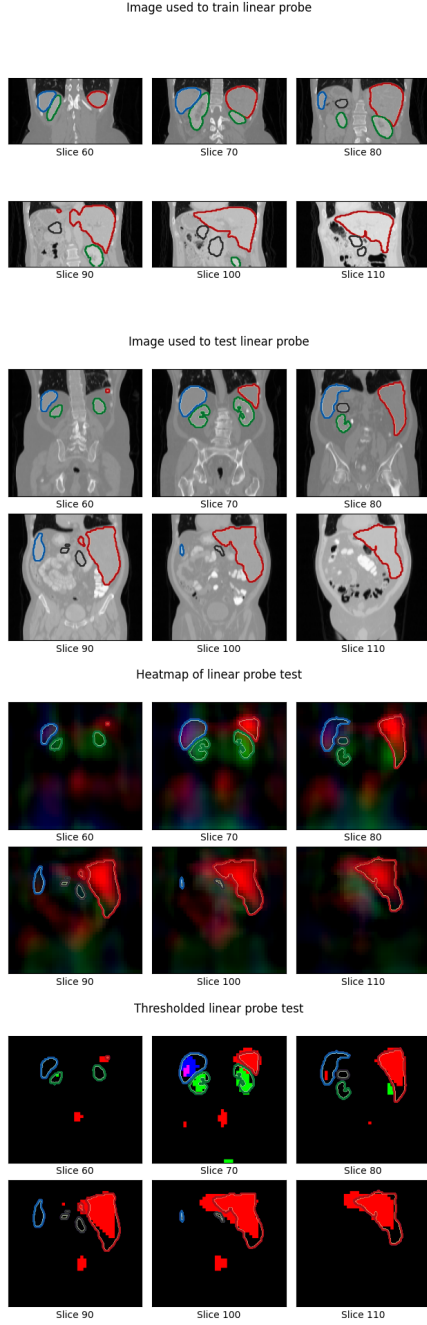 Image used to train linear probe
Slice 60
Slice 70
Slice 80
Slice 90
Slice 100
Slice 110
Image used to test linear probe
Slice 60
Slice 70
Slice 80
Slice 90
Slice 100
Slice 110
Heatmap of linear probe test
Slice 60
Slice 70
Slice 80
Slice 90
Slice 100
Slice 110
Thresholded linear probe test
Slice 60
Slice 70
Slice 80
Slice 90
Slice 100
Slice 110